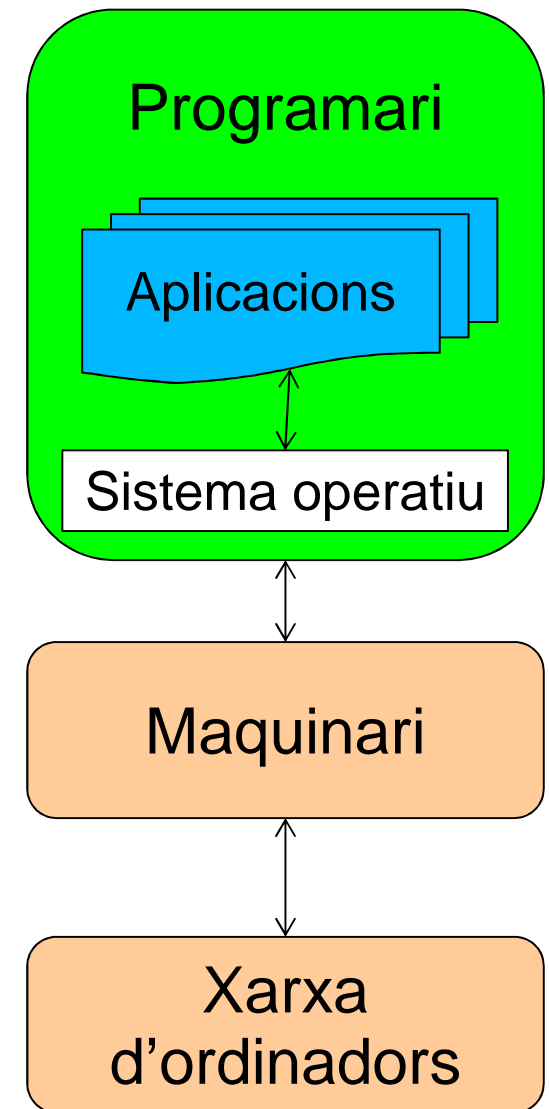 Programari
Aplicacions
Sistema operatiu
Maquinari
Xarxa
d’ordinadors